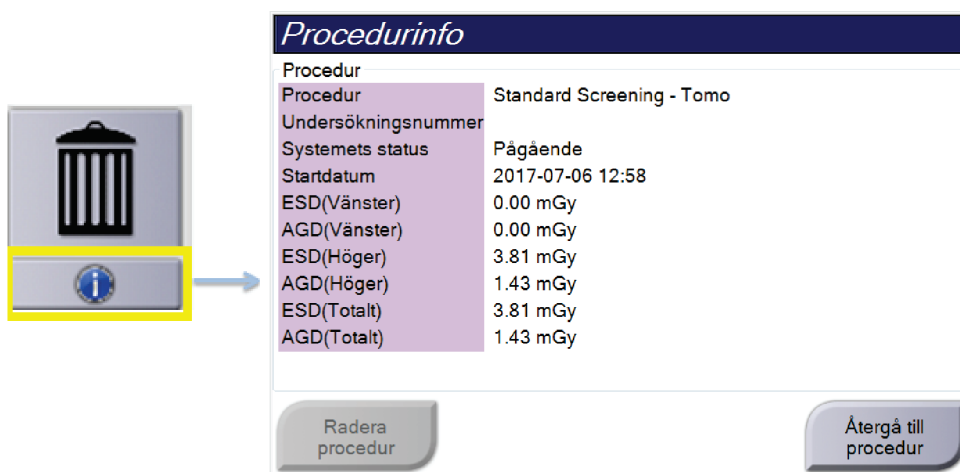 Procedurinfo
Procedur
Procedur Standard Screening - Tomo
Undersökningsnummer
Systemets status Pågående
Startdatum 2017-07-06 12:58
ESD(Vänster) 0.00 mGy
AGD(Vänster) 0.00 mGy
ESD(Höger) 3.81 mGy
AGD(Höger) 1.43 mGy
ESD(Totalt) 3.81 mGy
AGD(Totalt) 1.43 mGy
Radera
procedur
Återgå till
procedur